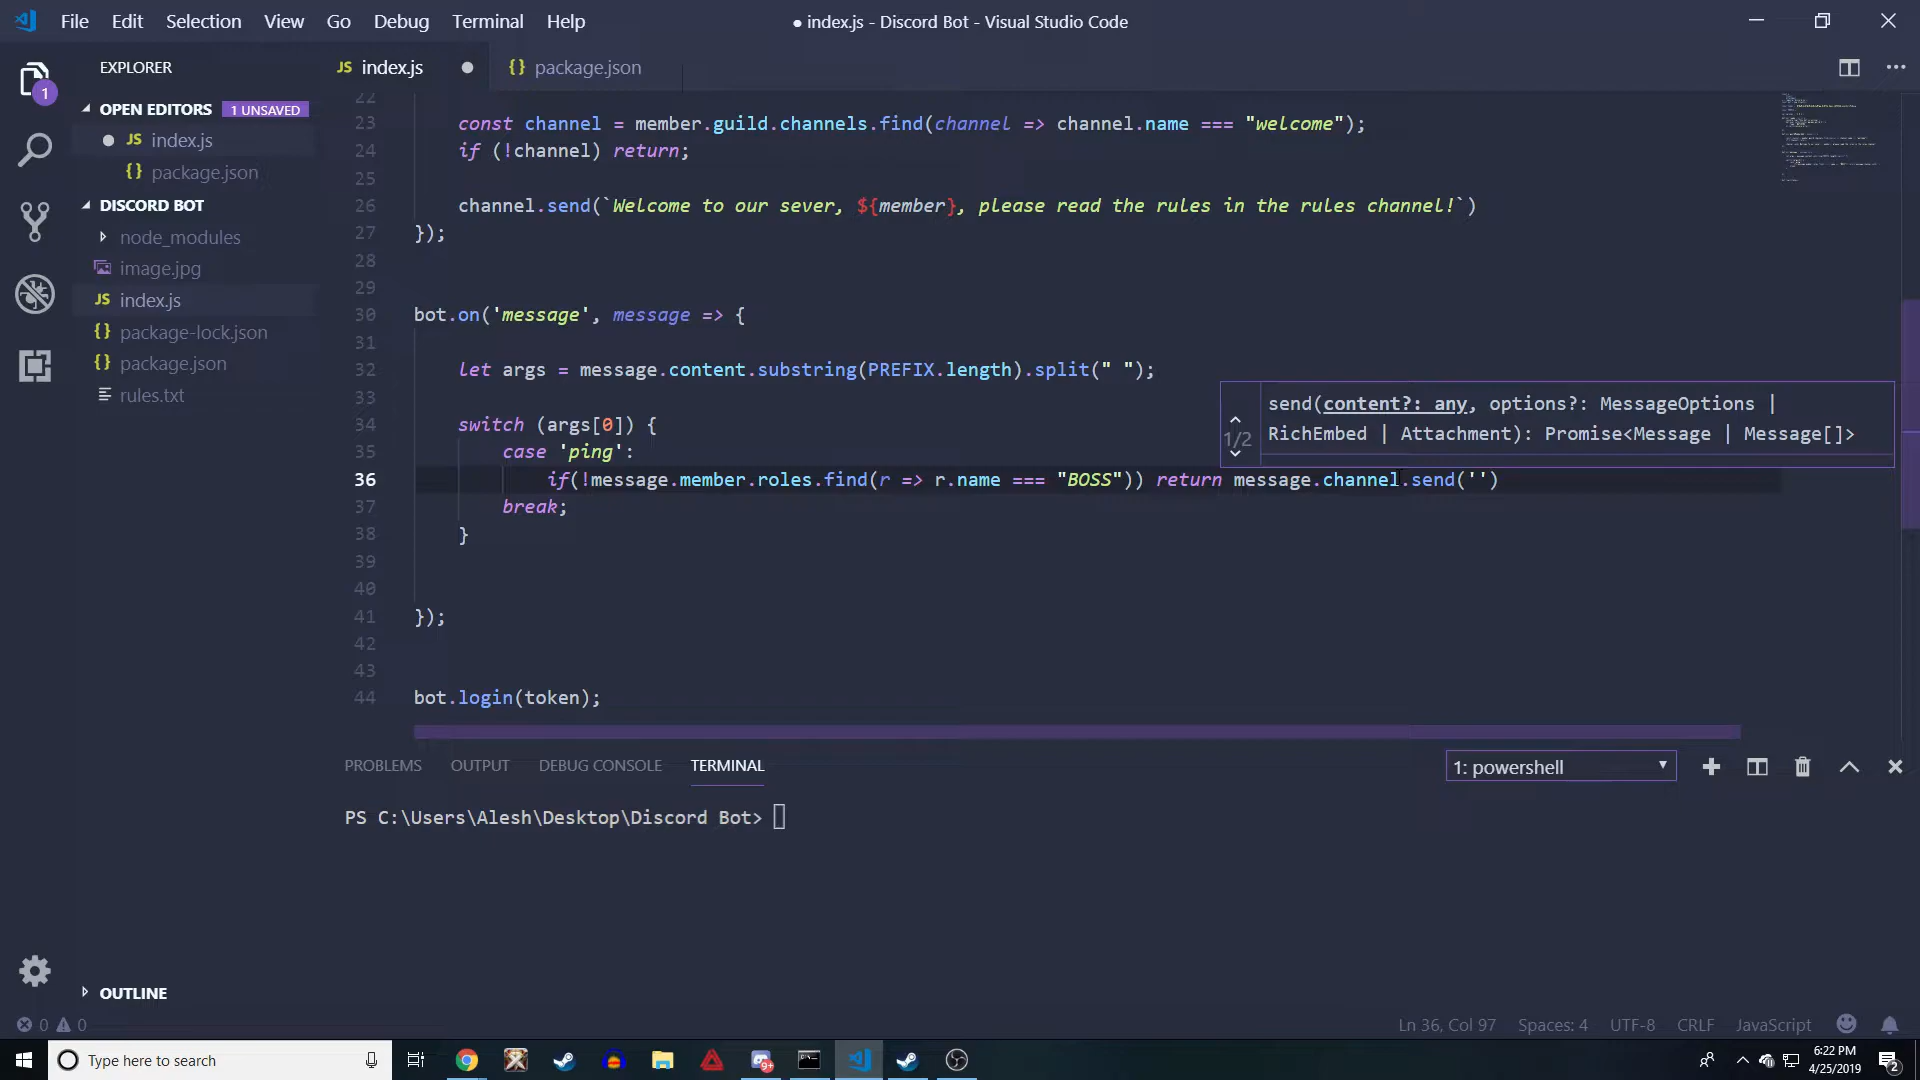 File Edit Selection View Go Debug Terminal Help
● index.js - Discord Bot - Visual Studio Code
EXPLORER
JS index.js ●
{} package.json
1
OPEN EDITORS 1 UNSAVED
● JS index.js
{} package.json
DISCORD BOT
node_modules
image.jpg
JS index.js
{} package-lock.json
{} package.json
rules.txt
OUTLINE
22
23 const channel = member.guild.channels.find(channel => channel.name === "welcome");
24 if (!channel) return;
25
26 channel.send(`Welcome to our sever, ${member}, please read the rules in the rules channel!`)
27 });
28
29
30 bot.on('message', message => {
31
32 let args = message.content.substring(PREFIX.length).split(" ");
33
34 switch (args[0]) {
35 case 'ping':
36 if(!message.member.roles.find(r => r.name === "BOSS")) return message.channel.send('')
37 break;
38 }
39
40
41 });
42
43
44 bot.login(token);
1/2
send(content?: any, options?: MessageOptions |
RichEmbed | Attachment): Promise<Message | Message[]>
PROBLEMS OUTPUT DEBUG CONSOLE TERMINAL
1: powershell
PS C:\Users\Alesh\Desktop\Discord Bot>
0 0
Ln 36, Col 97 Spaces: 4 UTF-8 CRLF JavaScript
Type here to search
9+
6:22 PM
4/25/2019
2